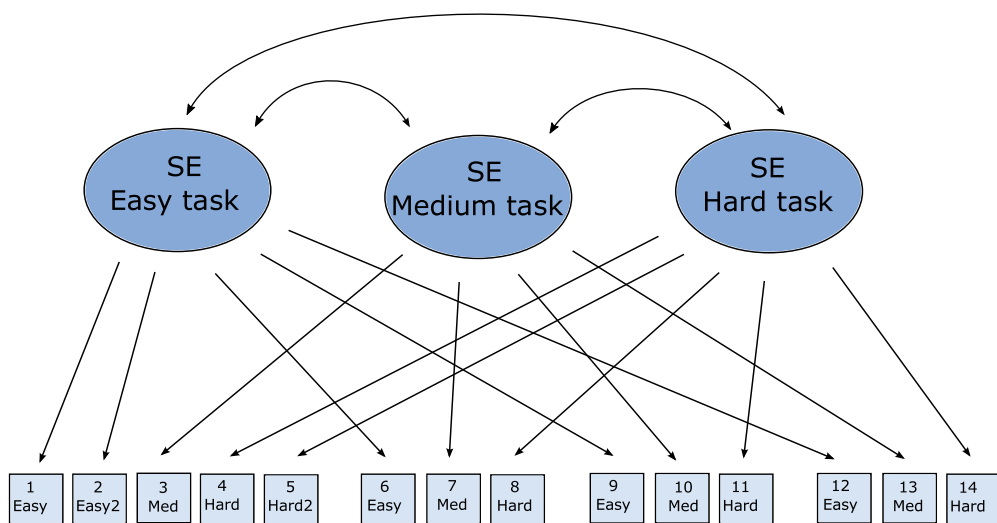 SE
Easy task
SE
Medium task
SE
Hard task
1
Easy
2
Easy2
3
Med
4
Hard
5
Hard2
6
Easy
7
Med
8
Hard
9
Easy
10
Med
11
Hard
12
Easy
13
Med
14
Hard